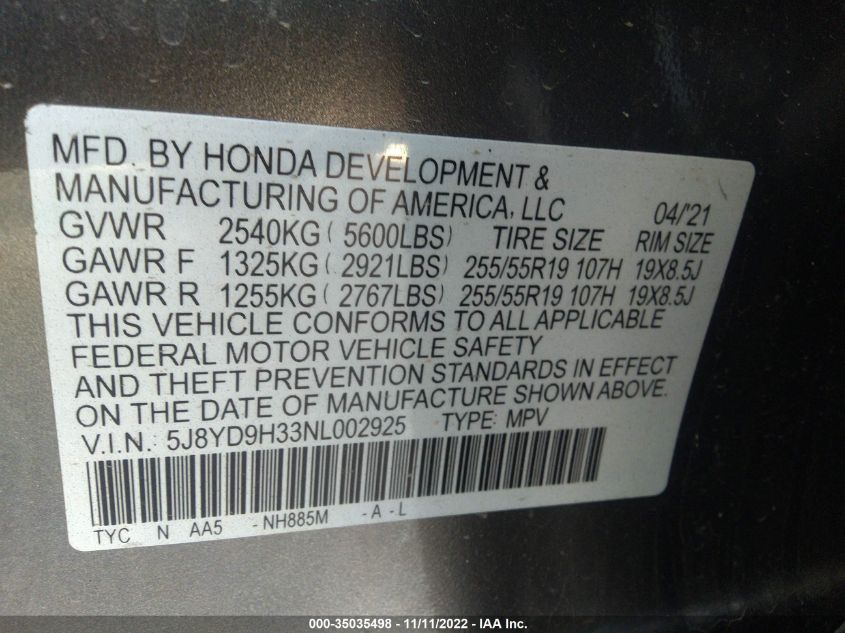 MFD. BY HONDA DEVELOPMENT &
MANUFACTURING OF AMERICA, LLC 04/'21
GVWR 2540KG ( 5600LBS) TIRE SIZE RIM SIZE
GAWR F 1325KG ( 2921LBS) 255/55R19 107H 19X8.5J
GAWR R 1255KG ( 2767LBS) 255/55R19 107H 19X8.5J
THIS VEHICLE CONFORMS TO ALL APPLICABLE
FEDERAL MOTOR VEHICLE SAFETY
AND THEFT PREVENTION STANDARDS IN EFFECT
ON THE DATE OF MANUFACTURE SHOWN ABOVE.
V.I.N.: 5J8YD9H33NL002925 TYPE: MPV
TYC N AA5 - NH885M - A - L
000-35035498 - 11/11/2022 - IAA Inc.